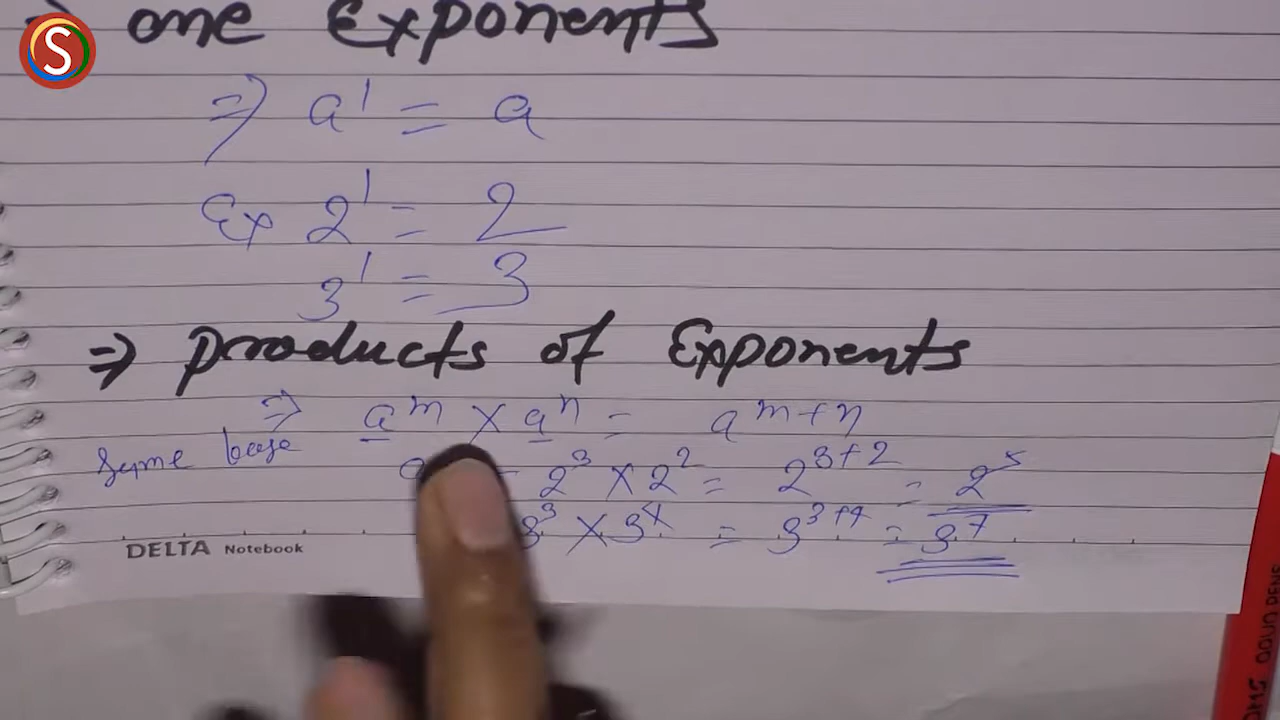 S
one Exponents
⇒ a¹ = a
Ex 2¹ = 2
3¹ = 3
⇒ products of Exponents
⇒ aᵐ × aⁿ = aᵐ⁺ⁿ
Same base
2³ × 2² = 2³⁺² = 2⁵
3³ × 3⁴ = 3³⁺⁴ = 3⁷
DELTA Notebook